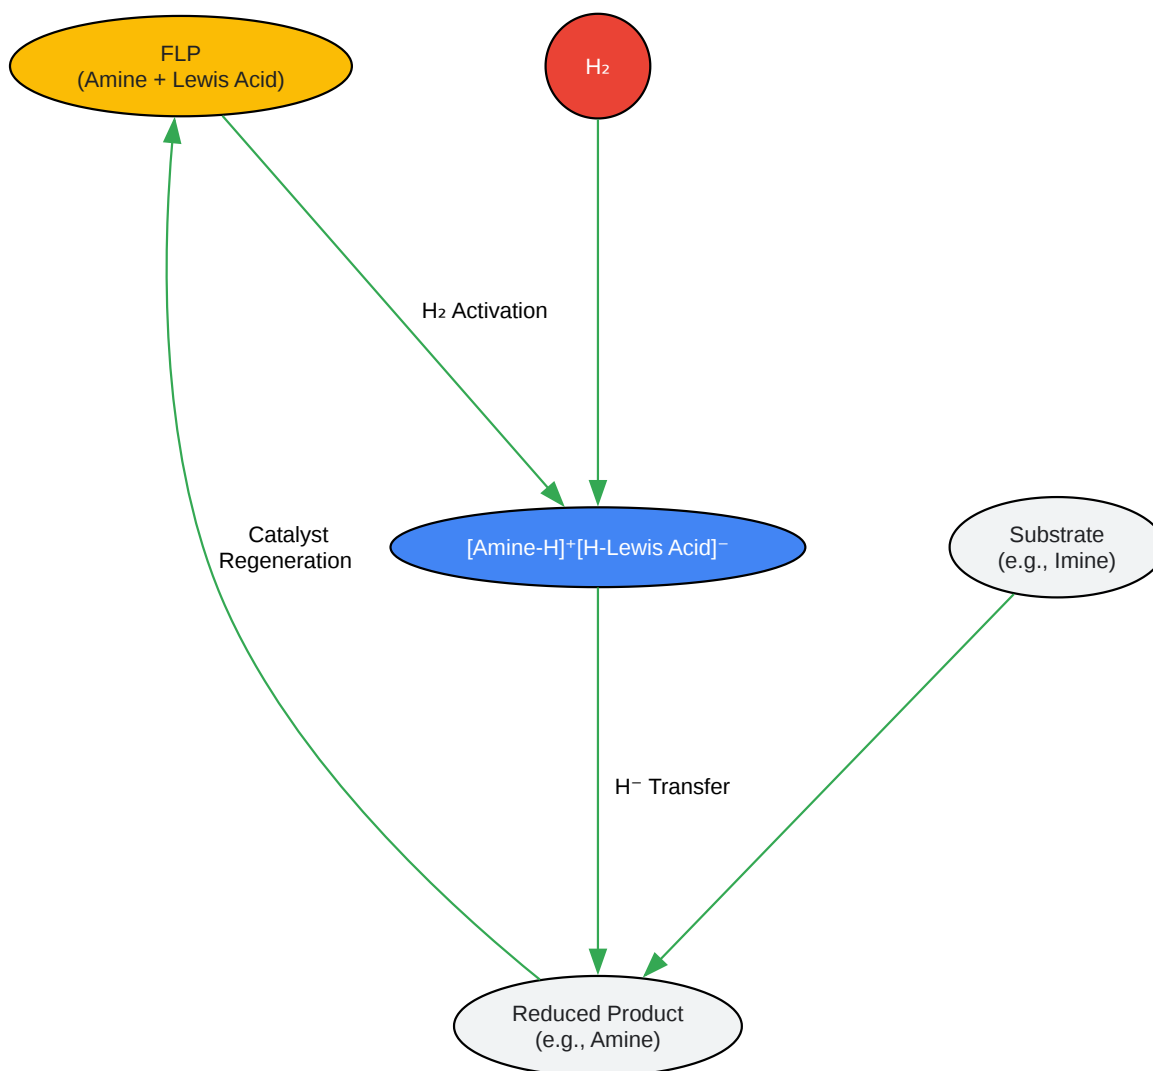 FLP
(Amine + Lewis Acid)
H₂
H₂ Activation
[Amine-H]⁺[H-Lewis Acid]⁻
Substrate
(e.g., Imine)
Catalyst
Regeneration
H⁻ Transfer
Reduced Product
(e.g., Amine)